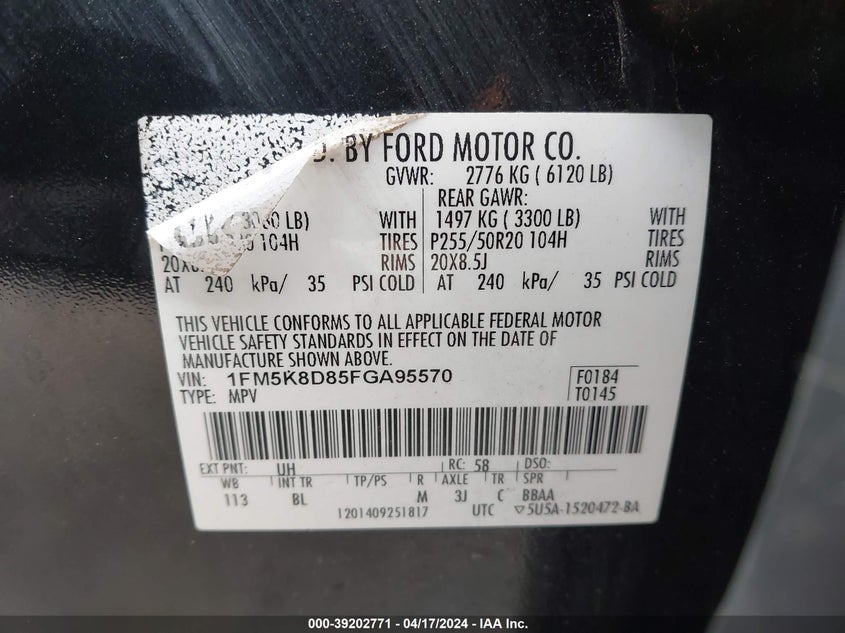 D. BY FORD MOTOR CO.
GVWR: 2776 KG ( 6120 LB)
REAR GAWR:
LB) WITH 1497 KG ( 3300 LB) WITH
104H TIRES P255/50R20 104H TIRES
20X8. RIMS 20X8.5J RIMS
AT 240 kPa/ 35 PSI COLD AT 240 kPa/ 35 PSI COLD
THIS VEHICLE CONFORMS TO ALL APPLICABLE FEDERAL MOTOR
VEHICLE SAFETY STANDARDS IN EFFECT ON THE DATE OF
MANUFACTURE SHOWN ABOVE.
VIN: 1FM5K8D85FGA95570 F0184
TYPE: MPV T0145
EXT PNT: UH RC: 58 DSO:
WB INT TR TP/PS R AXLE TR SPR
113 BL M 3J C BBAA
1201409251817 UTC ▽5U5A-1520472-BA
000-39202771 - 04/17/2024 - IAA Inc.